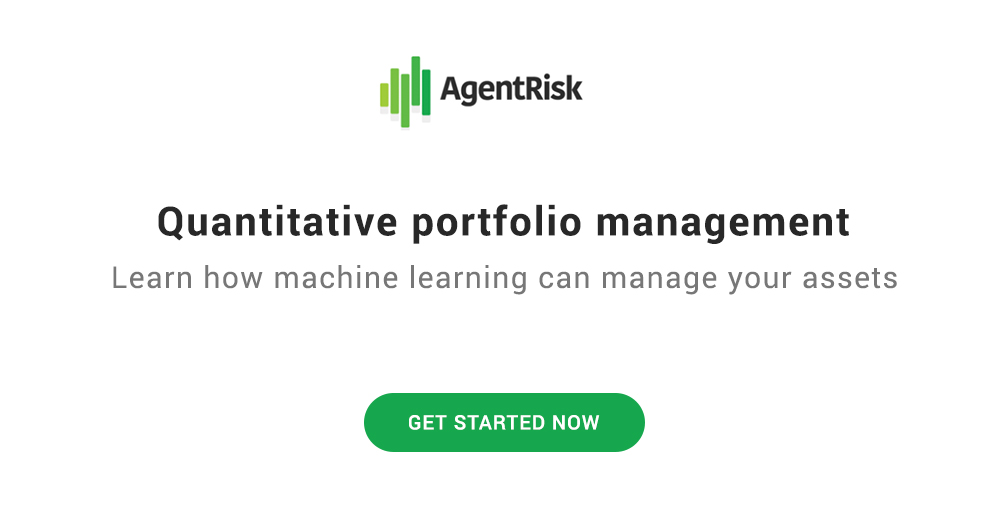 AgentRisk
Quantitative portfolio management
Learn how machine learning can manage your assets
GET STARTED NOW